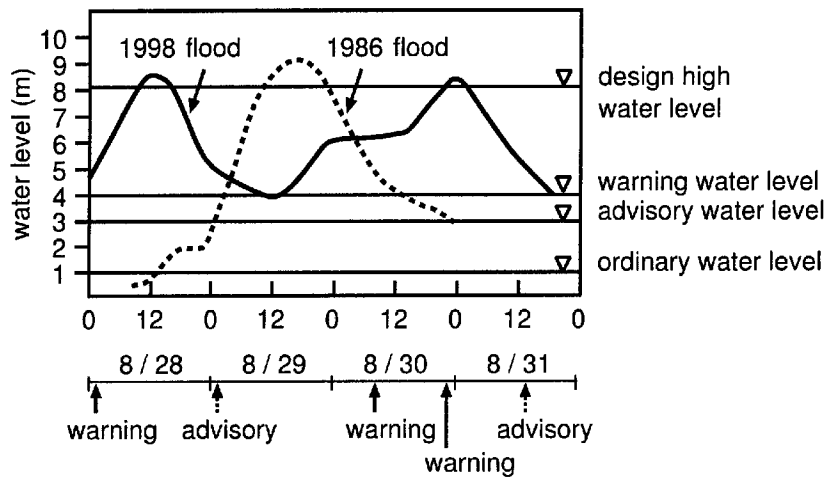 1998 flood
1986 flood
water level (m)
10
9
8
7
6
5
4
3
2
1
design high
water level
warning water level
advisory water level
ordinary water level
0 12 0 12 0 12 0 12 0
8 / 28 8 / 29 8 / 30 8 / 31
warning advisory warning advisory
warning